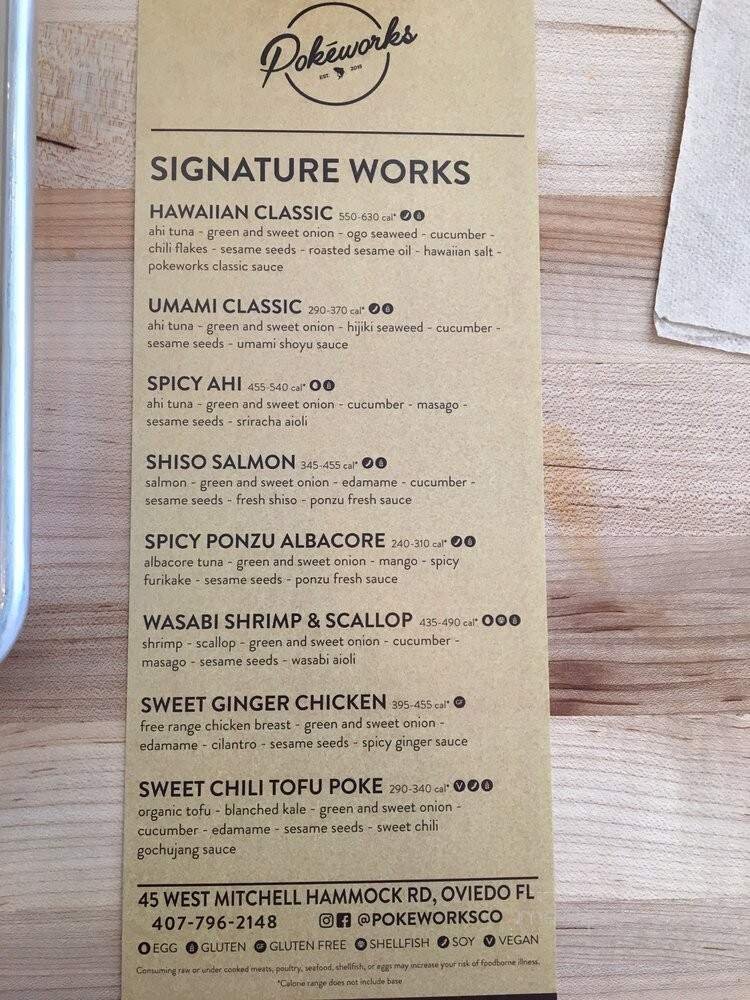 Pokéworks
EST. 2015
SIGNATURE WORKS
HAWAIIAN CLASSIC 550-630 cal*
ahi tuna - green and sweet onion - ogo seaweed - cucumber -
chili flakes - sesame seeds - roasted sesame oil - hawaiian salt -
pokeworks classic sauce
UMAMI CLASSIC 290-370 cal*
ahi tuna - green and sweet onion - hijiki seaweed - cucumber -
sesame seeds - umami shoyu sauce
SPICY AHI 455-540 cal*
ahi tuna - green and sweet onion - cucumber - masago -
sesame seeds - sriracha aioli
SHISO SALMON 345-455 cal*
salmon - green and sweet onion - edamame - cucumber -
sesame seeds - fresh shiso - ponzu fresh sauce
SPICY PONZU ALBACORE 240-310 cal*
albacore tuna - green and sweet onion - mango - spicy
furikake - sesame seeds - ponzu fresh sauce
WASABI SHRIMP & SCALLOP 435-490 cal*
shrimp - scallop - green and sweet onion - cucumber -
masago - sesame seeds - wasabi aioli
SWEET GINGER CHICKEN 395-455 cal* GF
free range chicken breast - green and sweet onion -
edamame - cilantro - sesame seeds - spicy ginger sauce
SWEET CHILI TOFU POKE 290-340 cal* V
organic tofu - blanched kale - green and sweet onion -
cucumber - edamame - sesame seeds - sweet chili
gochujang sauce
45 WEST MITCHELL HAMMOCK RD, OVIEDO FL
407-796-2148 @POKEWORKSCO
EGG GLUTEN GF GLUTEN FREE SHELLFISH SOY V VEGAN
Consuming raw or under cooked meats, poultry, seafood, shellfish, or eggs may increase your risk of foodborne illness.
*Calorie range does not include base